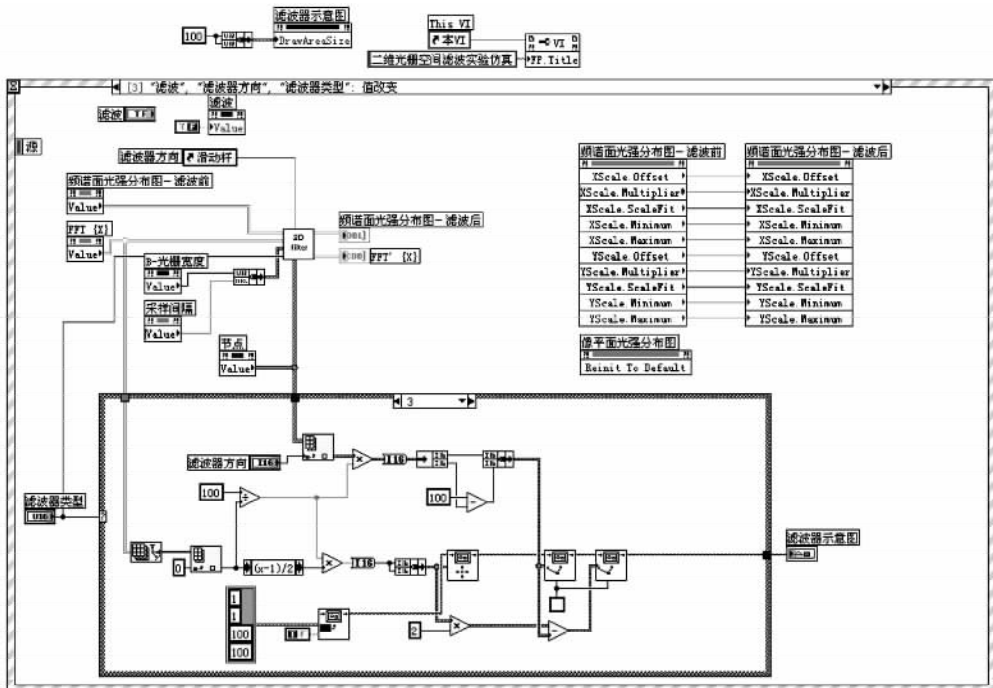 滤波器示意图
100
DrawAreaSize
This VI
本VI
VI
二维光栅空间滤波实验仿真
FP.Title
[3] "滤波", "滤波器方向", "滤波器类型": 值改变
滤波
TF
滤波
Value
源
滤波器方向
滑动杆
频谱面光强分布图-滤波前
Value
FFT {X}
Value
2D
filter
频谱面光强分布图-滤波后
FFT' {X}
B-光栅宽度
Value
采样间隔
Value
节点
Value
频谱面光强分布图-滤波前
XScale.Offset
XScale.Multiplier
XScale.ScaleFit
XScale.Minimum
XScale.Maximum
YScale.Offset
YScale.Multiplier
YScale.ScaleFit
YScale.Minimum
YScale.Maximum
频谱面光强分布图-滤波后
XScale.Offset
XScale.Multiplier
XScale.ScaleFit
XScale.Minimum
XScale.Maximum
YScale.Offset
YScale.Multiplier
YScale.ScaleFit
YScale.Minimum
YScale.Maximum
像平面光强分布图
Reinit To Default
3
滤波器方向
I16
I16
100
100
滤波器类型
U16
0
(x-1)/2
I16
滤波器示意图
1
1
100
100
2